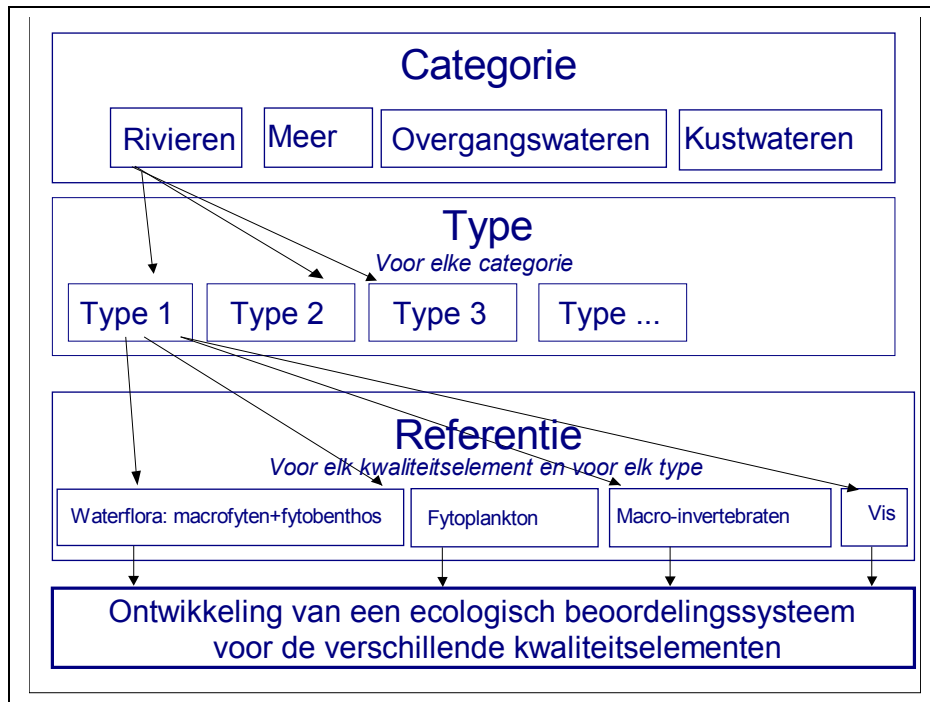 Categorie
Rivieren
Meer
Overgangswateren
Kustwateren
Type
Voor elke categorie
Type 1
Type 2
Type 3
Type ...
Referentie
Voor elk kwaliteitselement en voor elk type
Waterflora: macrofyten+fytobenthos
Fytoplankton
Macro-invertebraten
Vis
Ontwikkeling van een ecologisch beoordelingssysteem
voor de verschillende kwaliteitselementen